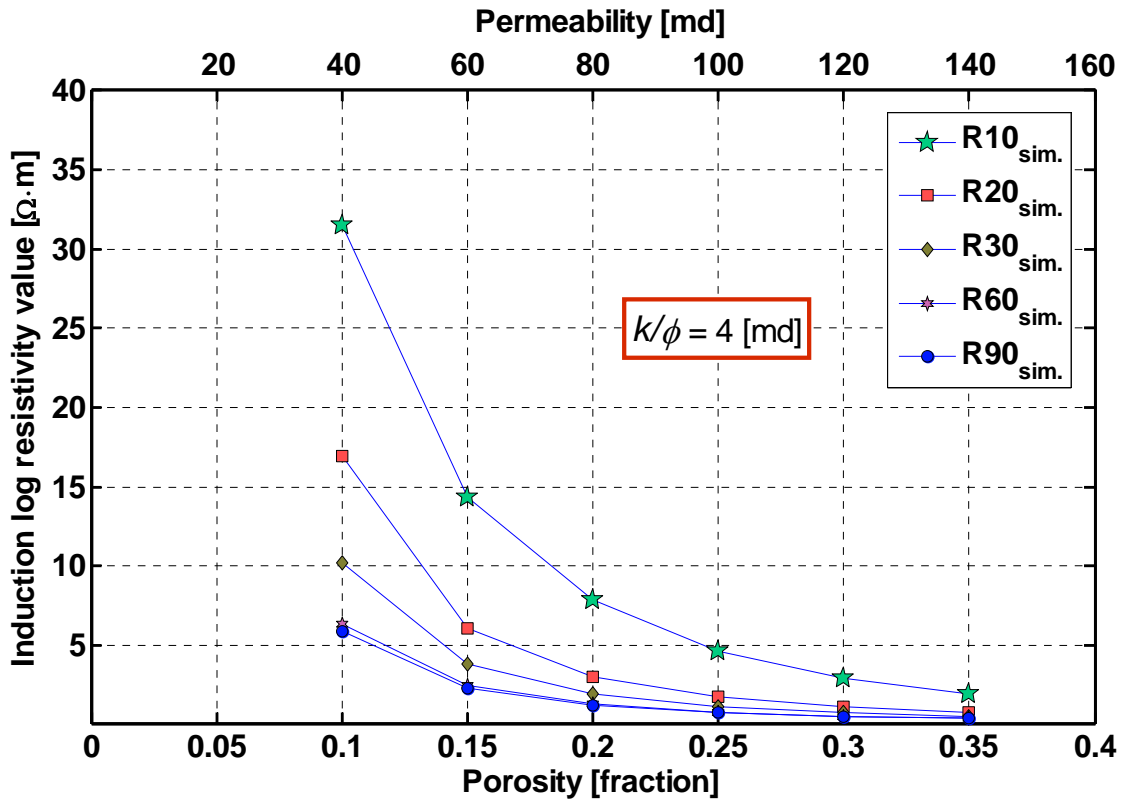 Permeability [md]
20 40 60 80 100 120 140 160
40
35
30
25
20
15
10
5
Induction log resistivity value [Ω·m]
R10sim.
R20sim.
R30sim.
R60sim.
R90sim.
k/ϕ = 4 [md]
0 0.05 0.1 0.15 0.2 0.25 0.3 0.35 0.4
Porosity [fraction]